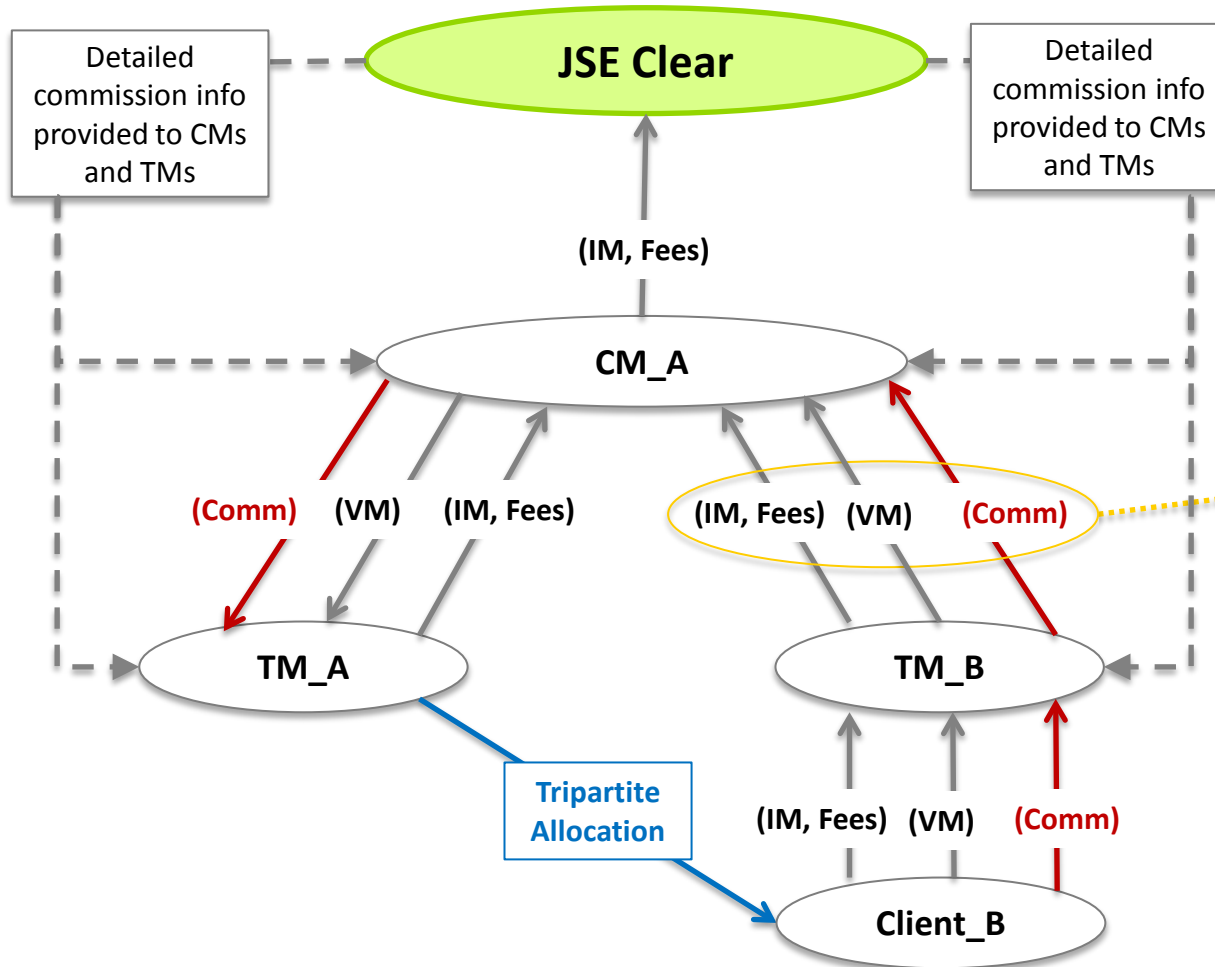 JSE Clear
Detailed
commission info
provided to CMs
and TMs
Detailed
commission info
provided to CMs
and TMs
(IM, Fees)
CM_A
(Comm) (VM) (IM, Fees)
(IM, Fees) (VM) (Comm)
TM_A
TM_B
Tripartite
Allocation
(IM, Fees) (VM) (Comm)
Client_B